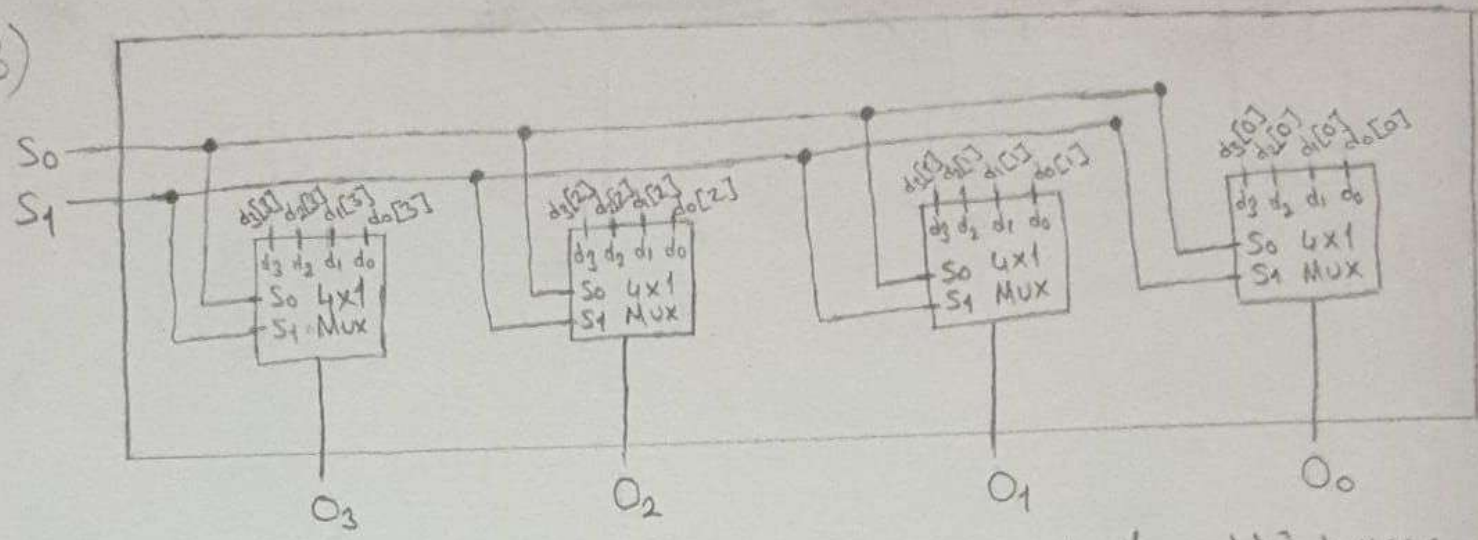 S0
S1
d3[3] d2[3] d1[3] d0[3]
d3 d2 d1 d0
S0 4x1
S1 MUX
O3
d3[2] d2[2] d1[2] d0[2]
d3 d2 d1 d0
S0 4x1
S1 MUX
O2
d3[1] d2[1] d1[1] d0[1]
d3 d2 d1 d0
S0 4x1
S1 MUX
O1
d3[0] d2[0] d1[0] d0[0]
d3 d2 d1 d0
S0 4x1
S1 MUX
O0